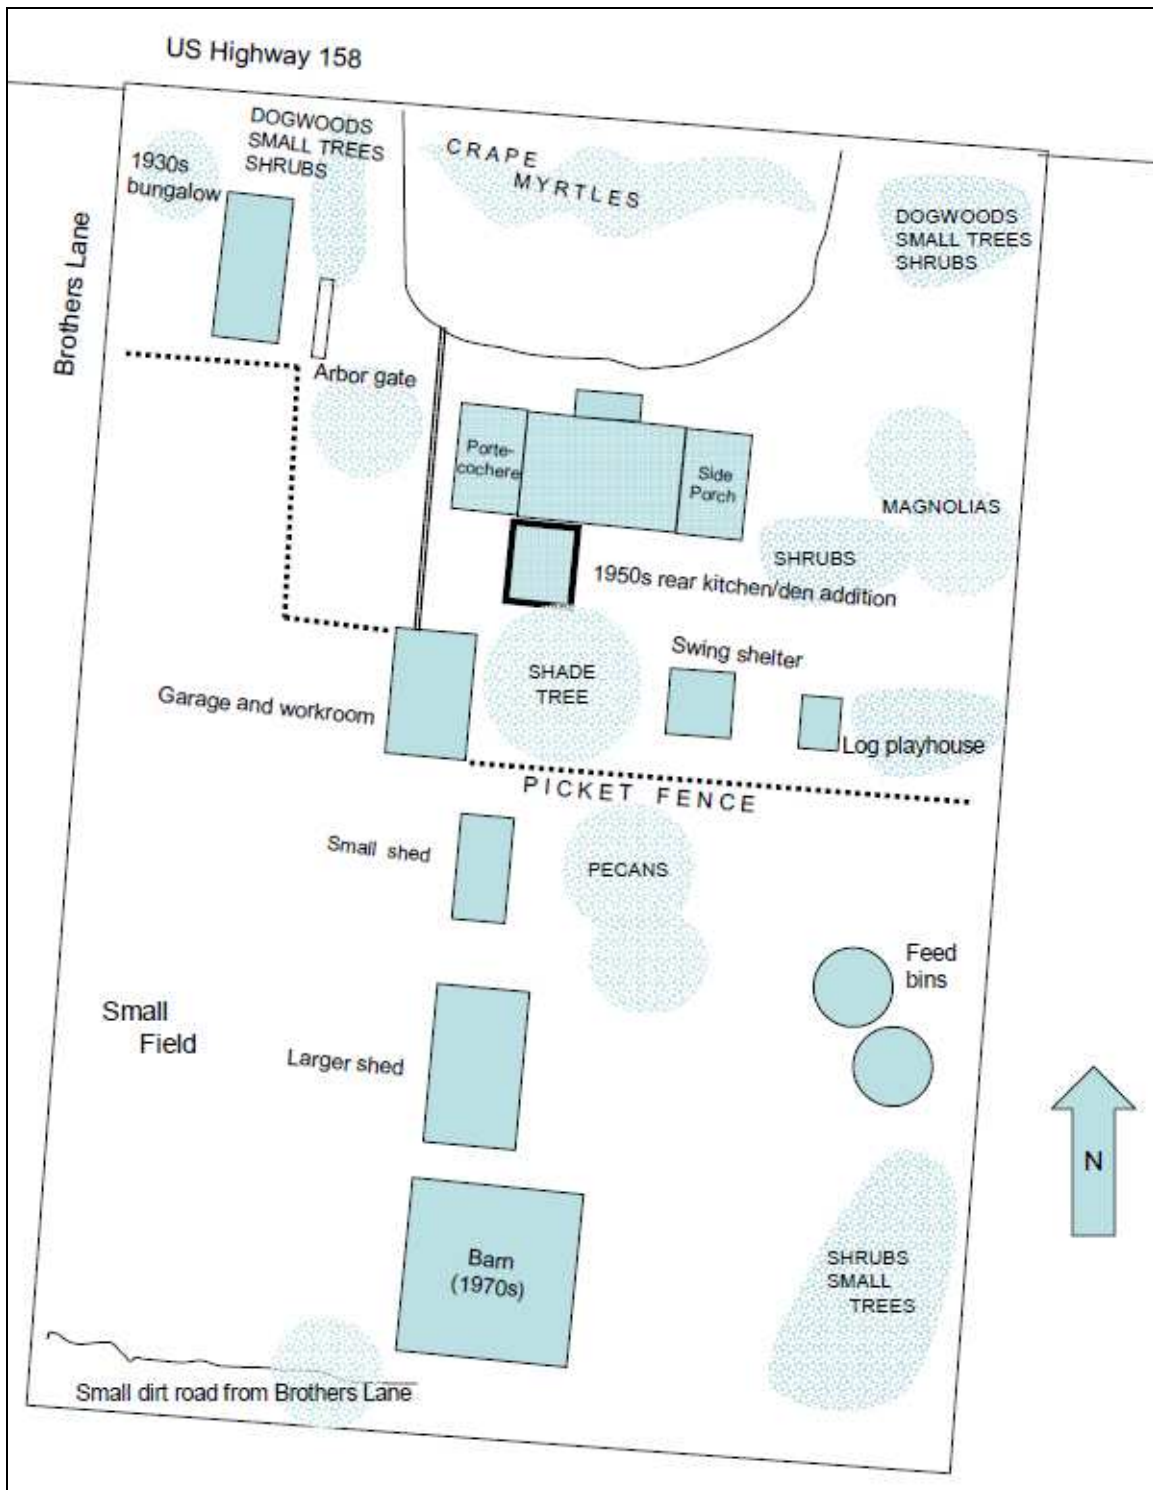 US Highway 158
DOGWOODS
SMALL TREES
SHRUBS
CRAPE
MYRTLES
1930s
bungalow
DOGWOODS
SMALL TREES
SHRUBS
Brothers Lane
Arbor gate
Porte-
cochere
Side
Porch
MAGNOLIAS
SHRUBS
1950s rear kitchen/den addition
Swing shelter
SHADE
TREE
Garage and workroom
Log playhouse
PICKET FENCE
Small shed
PECANS
Feed
bins
Small
Field
Larger shed
N
Barn
(1970s)
SHRUBS
SMALL
TREES
Small dirt road from Brothers Lane